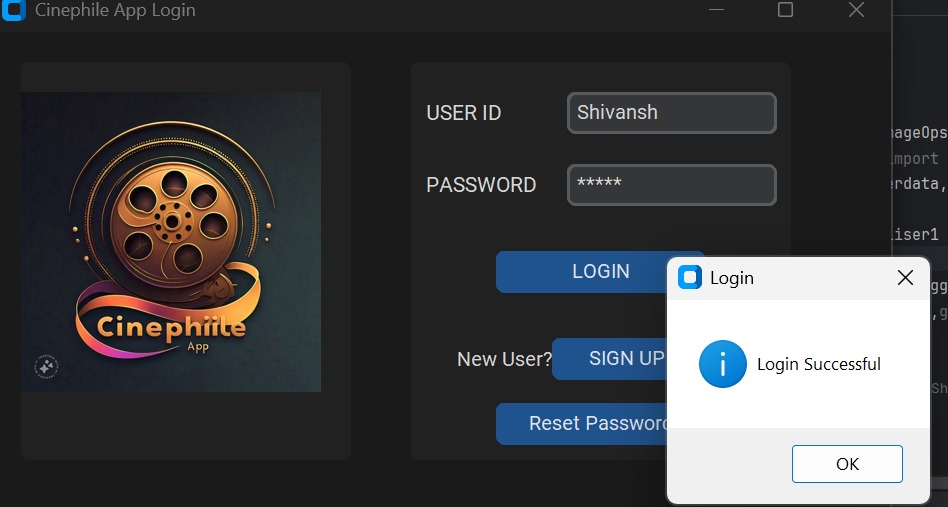 Cinephile App Login
USER ID
Shivansh
PASSWORD
*****
LOGIN
New User?
SIGN UP
Reset Password
Cinephiile
App
Login
Login Successful
OK
nageOps
import
erdata,
iser1
gg
,g
Sh